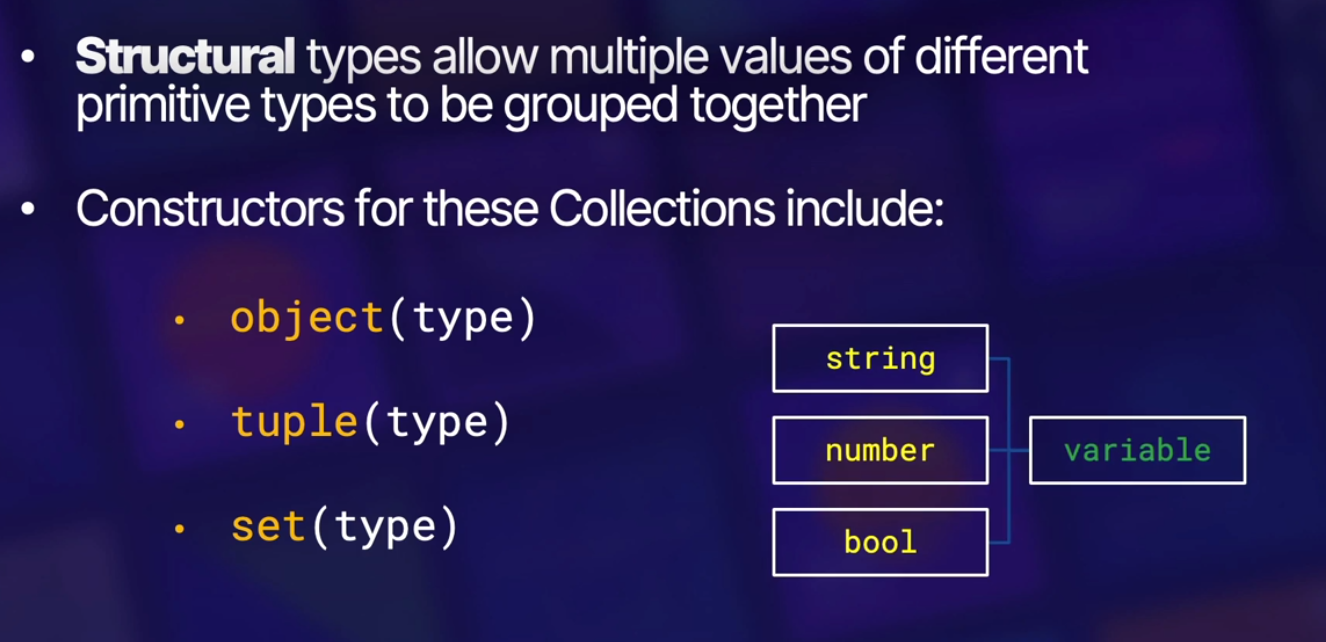 • Structural types allow multiple values of different
primitive types to be grouped together
• Constructors for these Collections include:
• object(type)
• tuple(type)
• set(type)
string
number
bool
variable